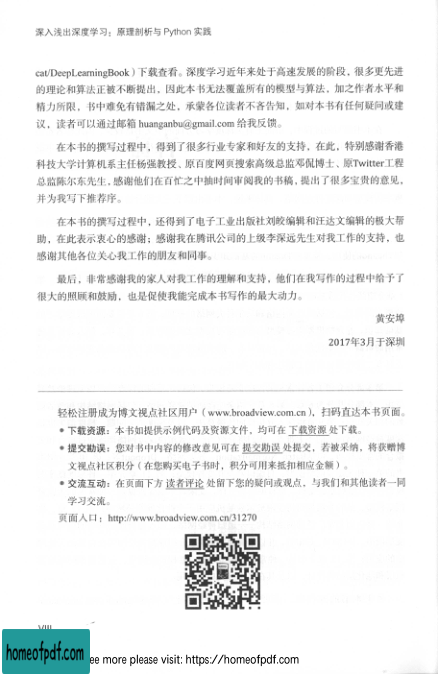 深入浅出深度学习：原理剖析与 Python 实践
cat/DeepLearningBook）下载查看。深度学习近年来处于高速发展的阶段，很多更先进
的理论和算法正被不断提出，因此本书无法覆盖所有的模型与算法，加之作者水平和
精力所限，书中难免有错漏之处，承蒙各位读者不吝告知，如对本书有任何疑问或建
议，读者可以通过邮箱 huanganbu@gmail.com 给我反馈。
在本书的撰写过程中，得到了很多行业专家和好友的支持，在此，特别感谢香港
科技大学计算机系主任杨强教授、原百度网页搜索高级总监邓侃博士、原Twitter工程
总监陈尔东先生，感谢他们在百忙之中抽时间审阅我的书稿，提出了很多宝贵的意见，
并为我写下推荐序。
在本书的撰写过程中，还得到了电子工业出版社刘皎编辑和汪达文编辑的极大帮
助，在此表示衷心的感谢；感谢我在腾讯公司的上级李深远先生对我工作的支持，也
感谢其他各位关心我工作的朋友和同事。
最后，非常感谢我的家人对我工作的理解和支持，他们在我写作的过程中给予了
很大的照顾和鼓励，也是促使我能完成本书写作的最大动力。
黄安埠
2017年3月于深圳
轻松注册成为博文视点社区用户（www.broadview.com.cn），扫码直达本书页面。
● 下载资源：本书如提供示例代码及资源文件，均可在 下载资源 处下载。
● 提交勘误：您对书中内容的修改意见可在 提交勘误 处提交，若被采纳，将获赠博
文视点社区积分（在您购买电子书时，积分可用来抵扣相应金额）。
● 交流互动：在页面下方 读者评论 处留下您的疑问或观点，与我们和其他读者一同
学习交流。
页面入口：http://www.broadview.com.cn/31270
VIII
homeofpdf.com
ee more please visit: https://homeofpdf.com